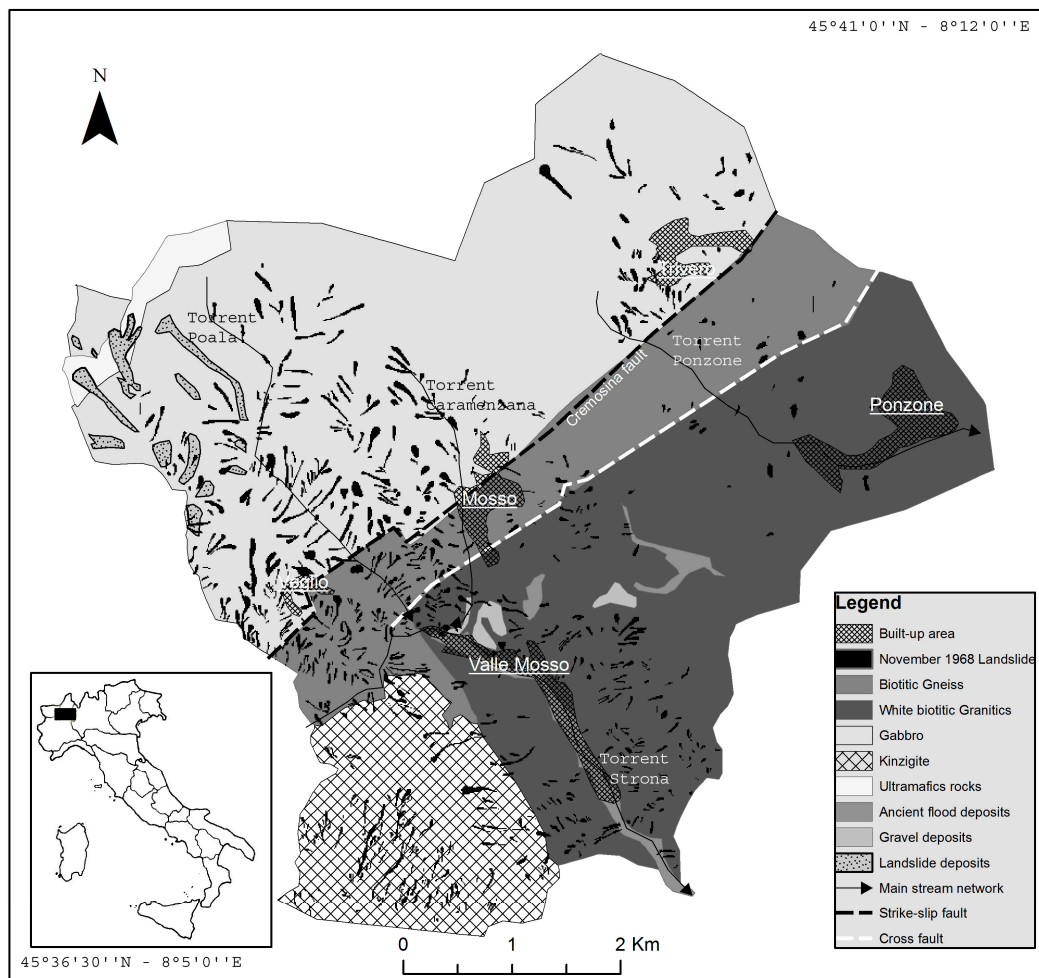 45°41'0''N - 8°12'0''E
N
Torrent
Poala
Torrent
Caramenzana
Cremosina fault
Torrent
Ponzone
Ponzone
Mosso
Valle Mosso
Torrent
Strona
Legend
Built-up area
November 1968 Landslide
Biotitic Gneiss
White biotitic Granitics
Gabbro
Kinzigite
Ultramafics rocks
Ancient flood deposits
Gravel deposits
Landslide deposits
Main stream network
Strike-slip fault
Cross fault
0 1 2 Km
45°36'30''N - 8°5'0''E